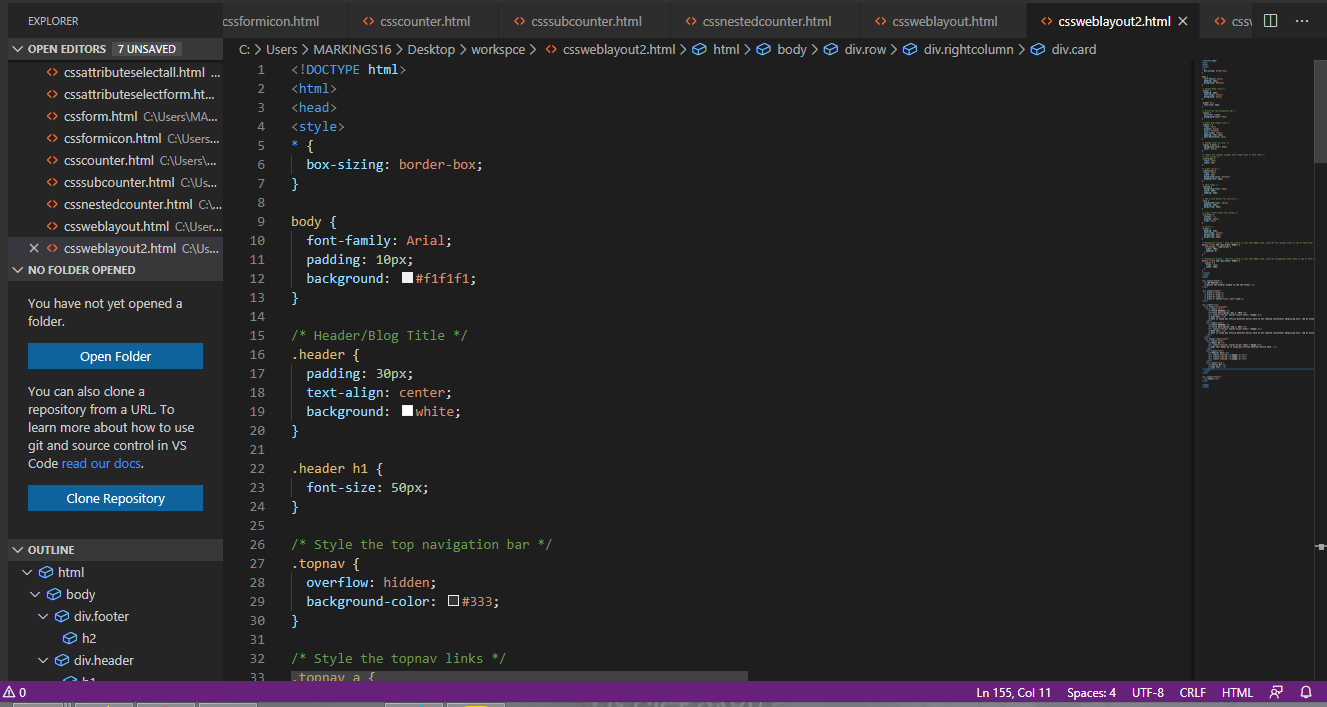 EXPLORER
OPEN EDITORS 7 UNSAVED
cssattributeselectall.html ...
cssattributeselectform.ht...
cssform.html C:\Users\MA...
cssformicon.html C:\Users...
csscounter.html C:\Users\...
csssubcounter.html C:\Us...
cssnestedcounter.html C:\...
cssweblayout.html C:\User...
cssweblayout2.html C:\Us...
NO FOLDER OPENED
You have not yet opened a
folder.
Open Folder
You can also clone a
repository from a URL. To
learn more about how to use
git and source control in VS
Code read our docs.
Clone Repository
OUTLINE
html
body
div.footer
h2
div.header
h1
cssformicon.html csscounter.html csssubcounter.html cssnestedcounter.html cssweblayout.html cssweblayout2.html cssw
C: > Users > MARKINGS16 > Desktop > workspce > cssweblayout2.html > html > body > div.row > div.rightcolumn > div.card
1 <!DOCTYPE html>
2 <html>
3 <head>
4 <style>
5 * {
6 box-sizing: border-box;
7 }
8
9 body {
10 font-family: Arial;
11 padding: 10px;
12 background: #f1f1f1;
13 }
14
15 /* Header/Blog Title */
16 .header {
17 padding: 30px;
18 text-align: center;
19 background: white;
20 }
21
22 .header h1 {
23 font-size: 50px;
24 }
25
26 /* Style the top navigation bar */
27 .topnav {
28 overflow: hidden;
29 background-color: #333;
30 }
31
32 /* Style the topnav links */
33 .topnav a {
0 Ln 155, Col 11 Spaces: 4 UTF-8 CRLF HTML